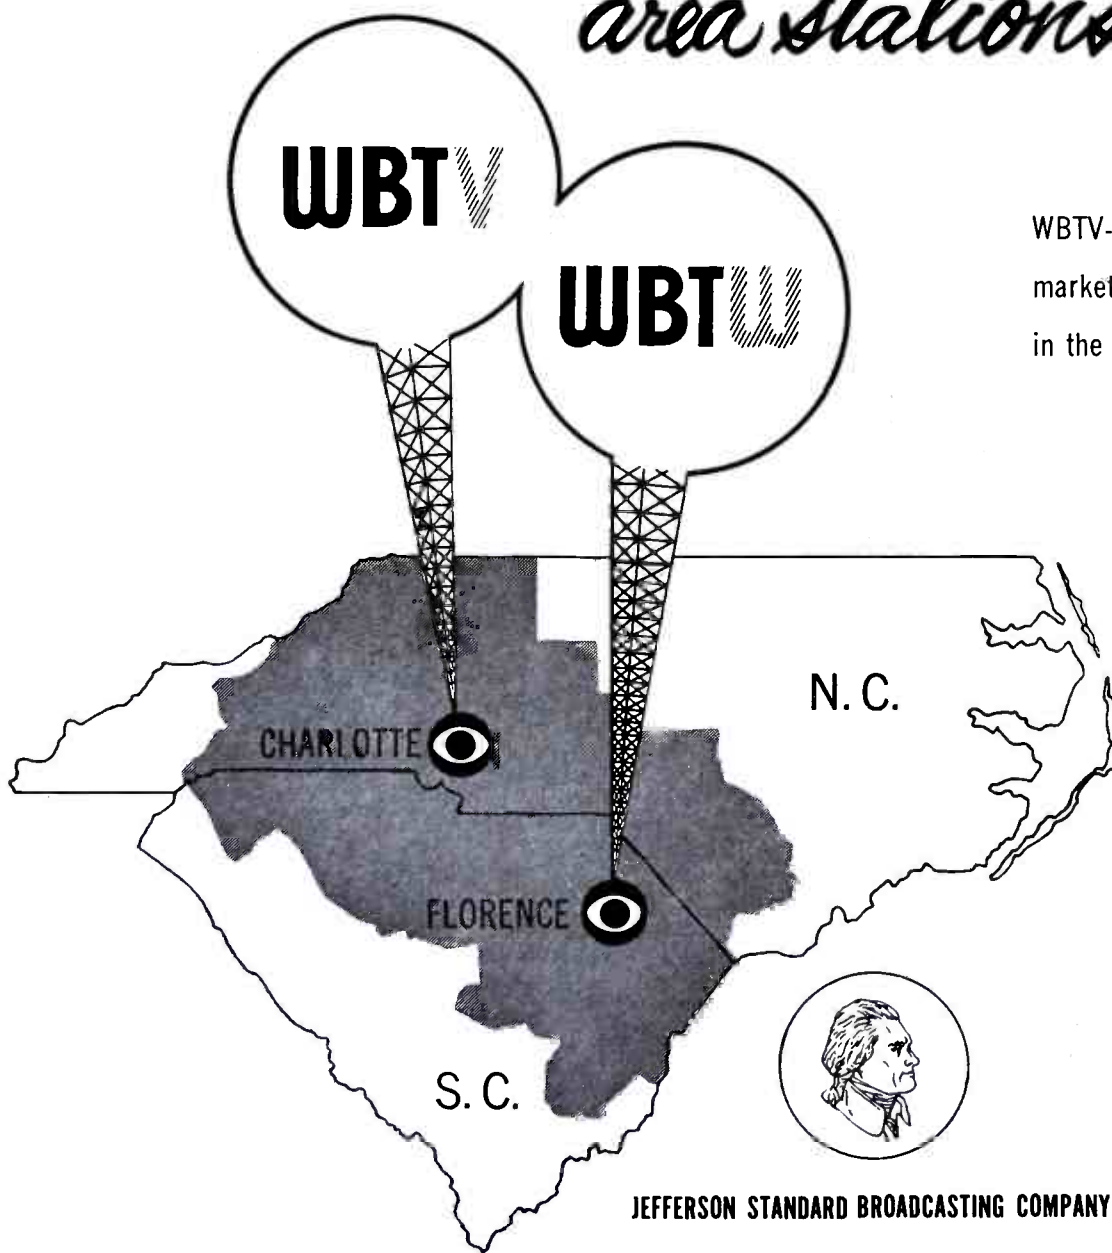 area stations
WBTV
WBTW
WBTV-
market
in the
N. C.
CHARLOTTE
FLORENCE
S. C.
JEFFERSON STANDARD BROADCASTING COMPANY